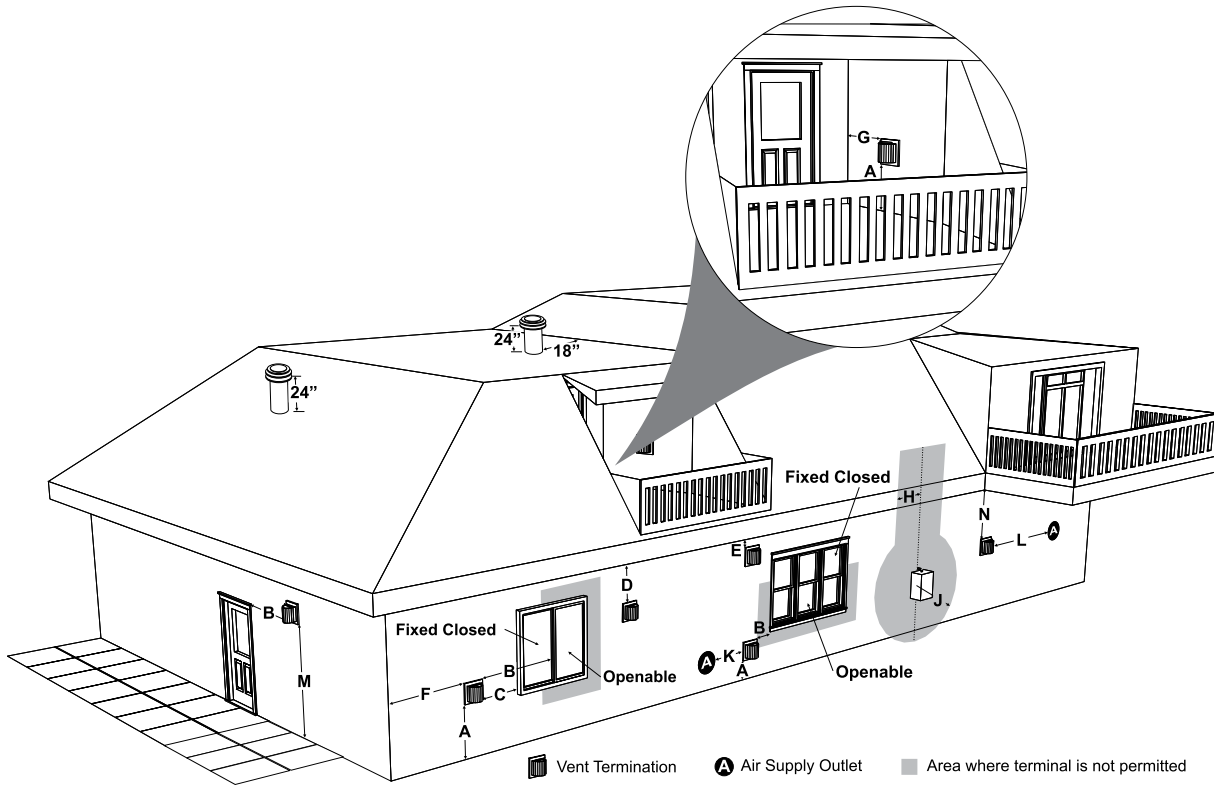 G
A
24”
18”
24”
Fixed Closed
H
N
L
A
E
D
B
Fixed Closed
J
B
K
A
A
Openable
B
Openable
F
C
M
A
Vent Termination
A Air Supply Outlet
Area where terminal is not permitted